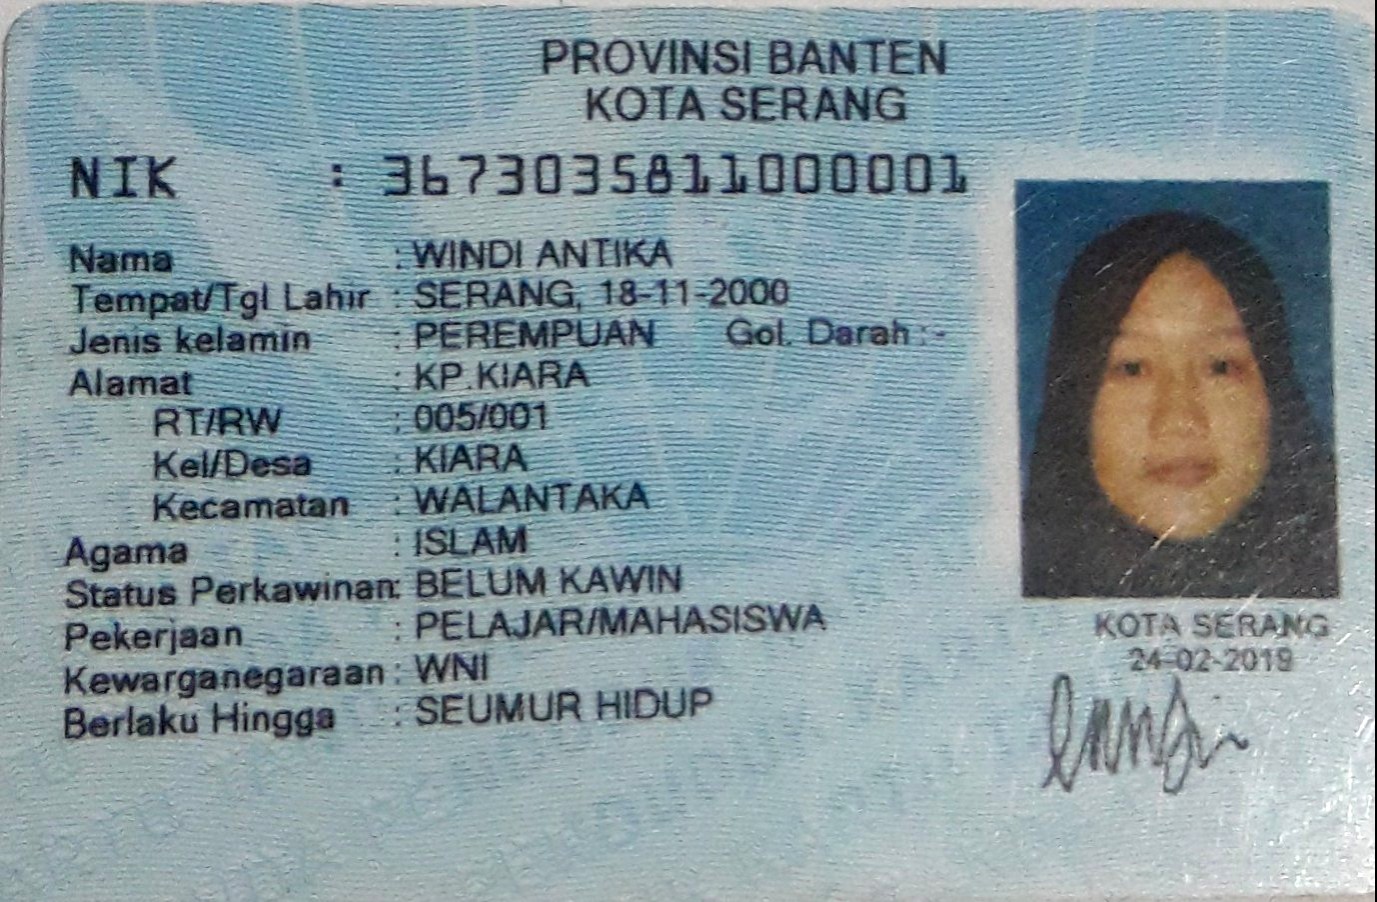 PROVINSI BANTEN
KOTA SERANG
NIK : 3673035811000001
Nama : WINDI ANTIKA
Tempat/Tgl Lahir : SERANG, 18-11-2000
Jenis kelamin : PEREMPUAN Gol. Darah : -
Alamat : KP.KIARA
RT/RW : 005/001
Kel/Desa : KIARA
Kecamatan : WALANTAKA
Agama : ISLAM
Status Perkawinan: BELUM KAWIN
Pekerjaan : PELAJAR/MAHASISWA
Kewarganegaraan : WNI
Berlaku Hingga : SEUMUR HIDUP
KOTA SERANG
24-02-2019